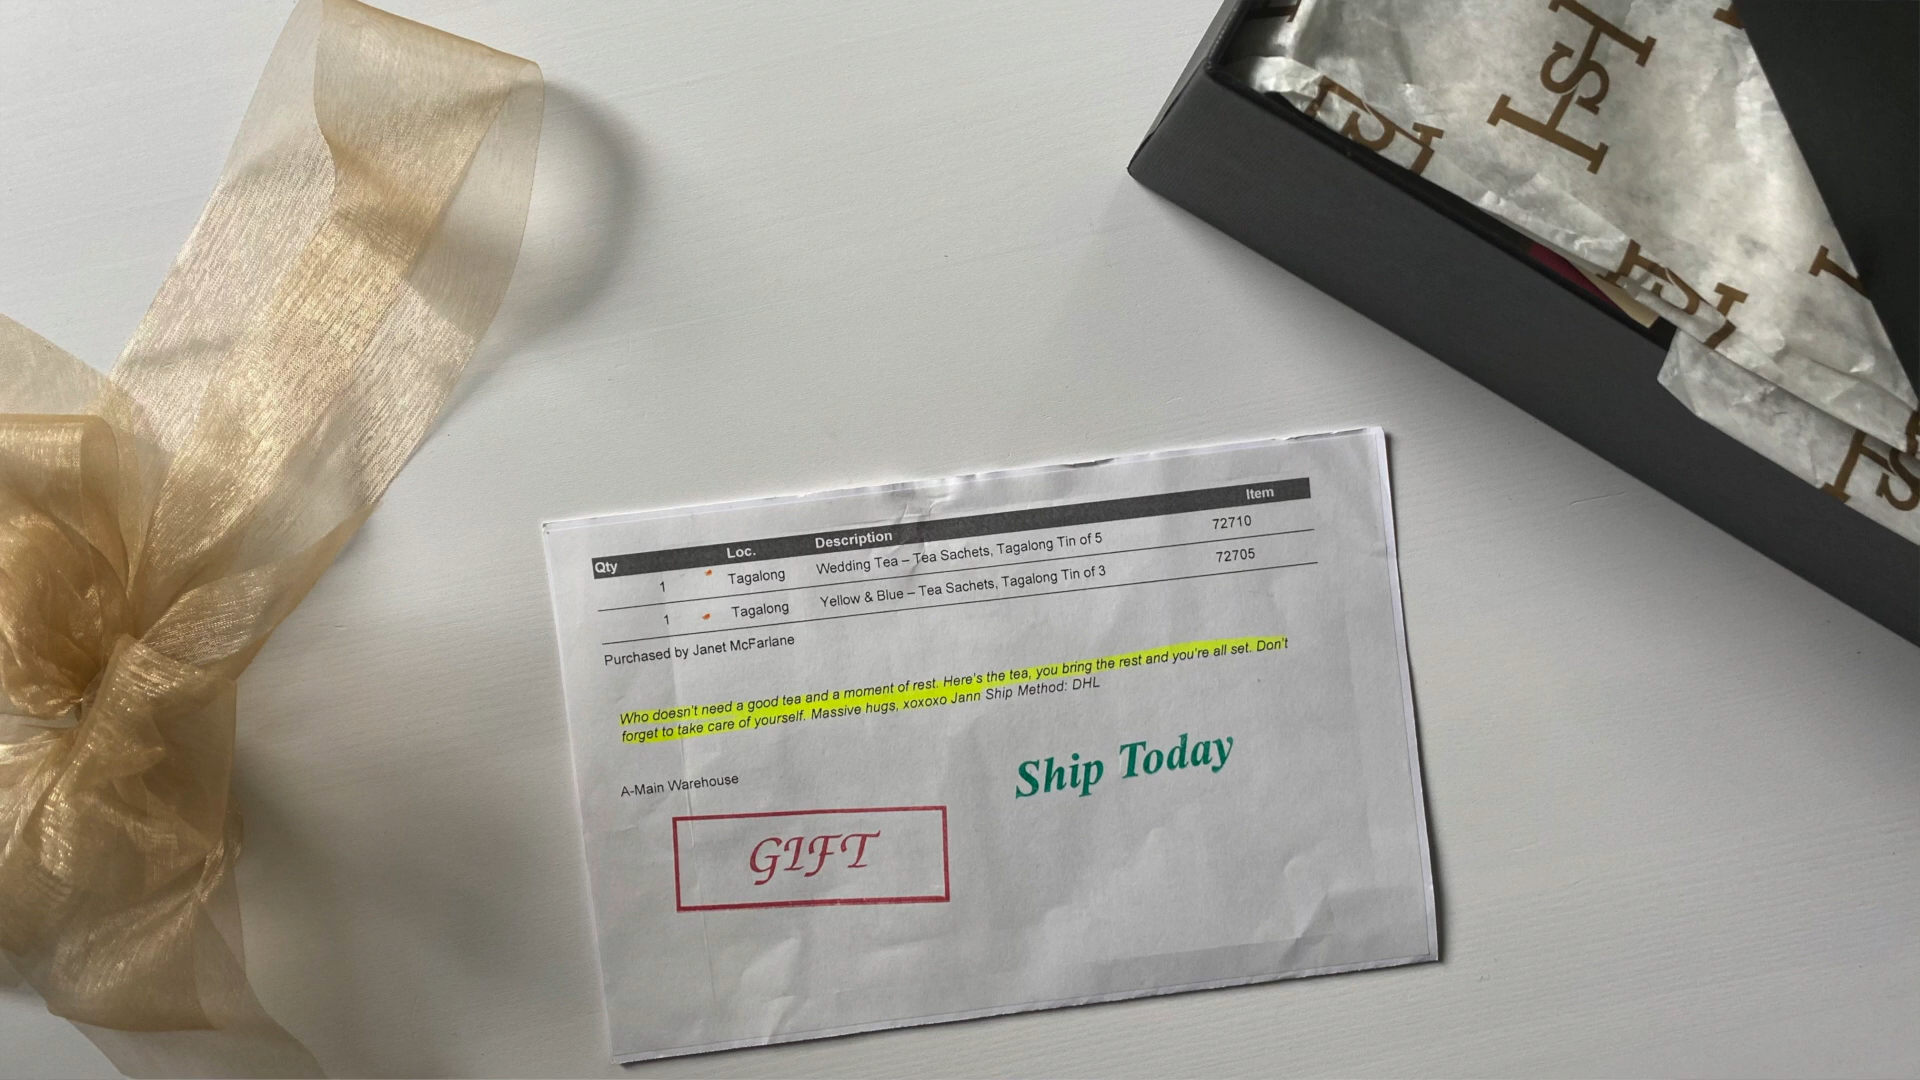 Qty Loc. Description Item
1 Tagalong Wedding Tea – Tea Sachets, Tagalong Tin of 5 72710
1 Tagalong Yellow & Blue – Tea Sachets, Tagalong Tin of 3 72705
Purchased by Janet McFarlane
Who doesn't need a good tea and a moment of rest. Here's the tea, you bring the rest and you're all set. Don't
forget to take care of yourself. Massive hugs, xoxoxo Jann Ship Method: DHL
Ship Today
A-Main Warehouse
GIFT